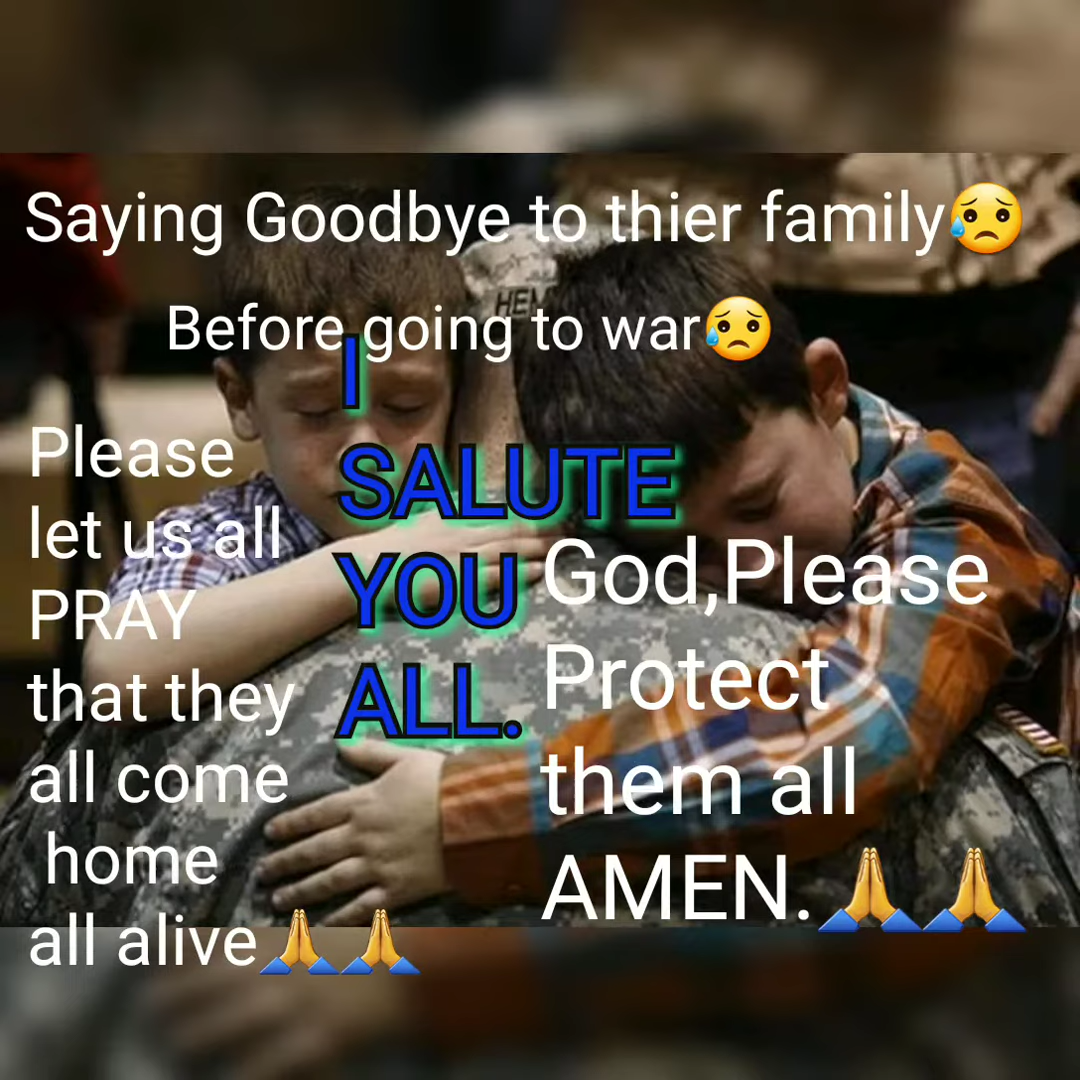 Saying Goodbye to thier family😥
Before going to war😥
I
SALUTE
YOU
ALL.
Please
let us all
PRAY
that they
all come
home
all alive🙏🙏
God,Please
Protect
them all
AMEN.🙏🙏